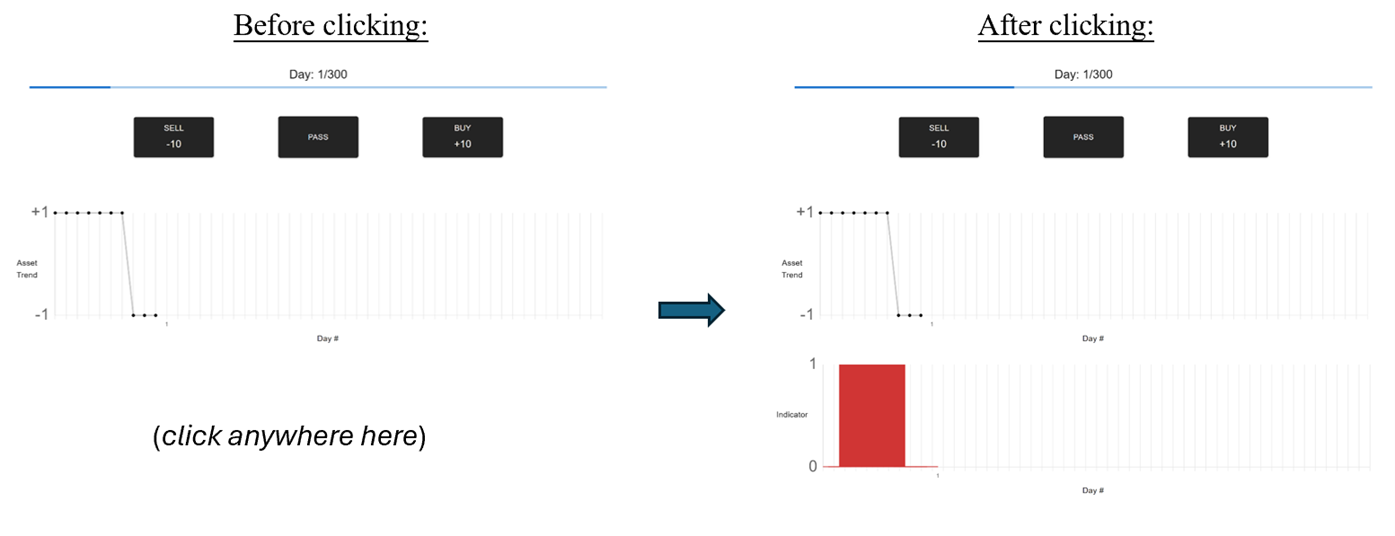 Before clicking:
Day: 1/300
SELL
-10
PASS
BUY
+10
+1
Asset
Trend
-1
1
Day #
(click anywhere here)
After clicking:
Day: 1/300
SELL
-10
PASS
BUY
+10
+1
Asset
Trend
-1
1
Day #
1
Indicator
0
1
Day #